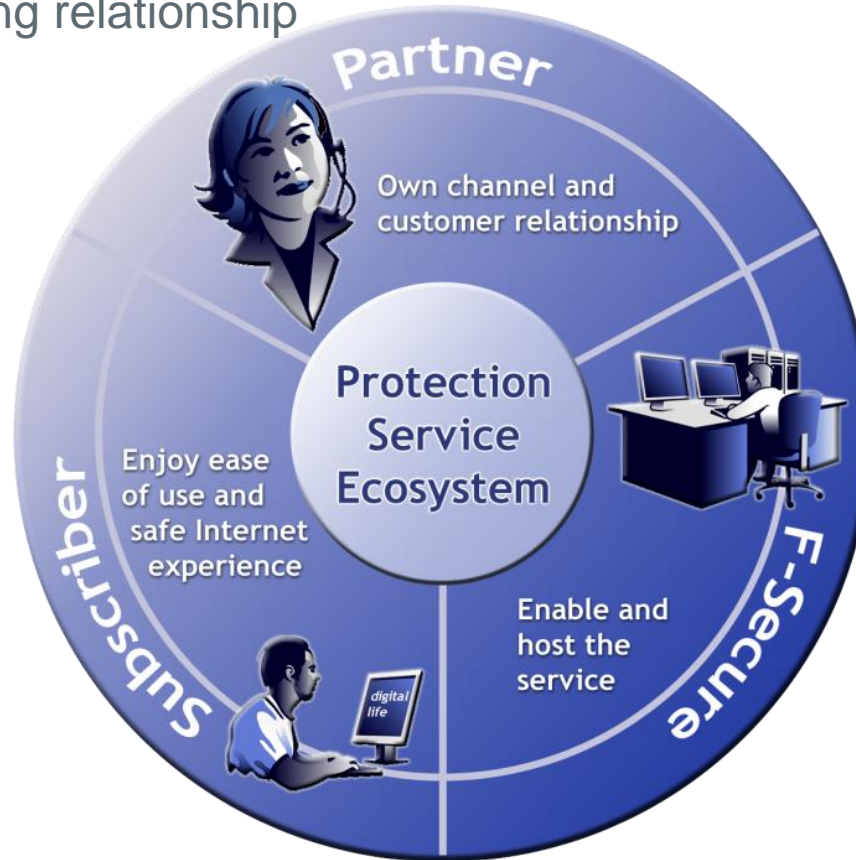 ng relationship
Partner
Own channel and
customer relationship
Protection
Service
Ecosystem
Enjoy ease
of use and
safe Internet
experience
Subscriber
F-Secure
Enable and
host the
service
digital
life